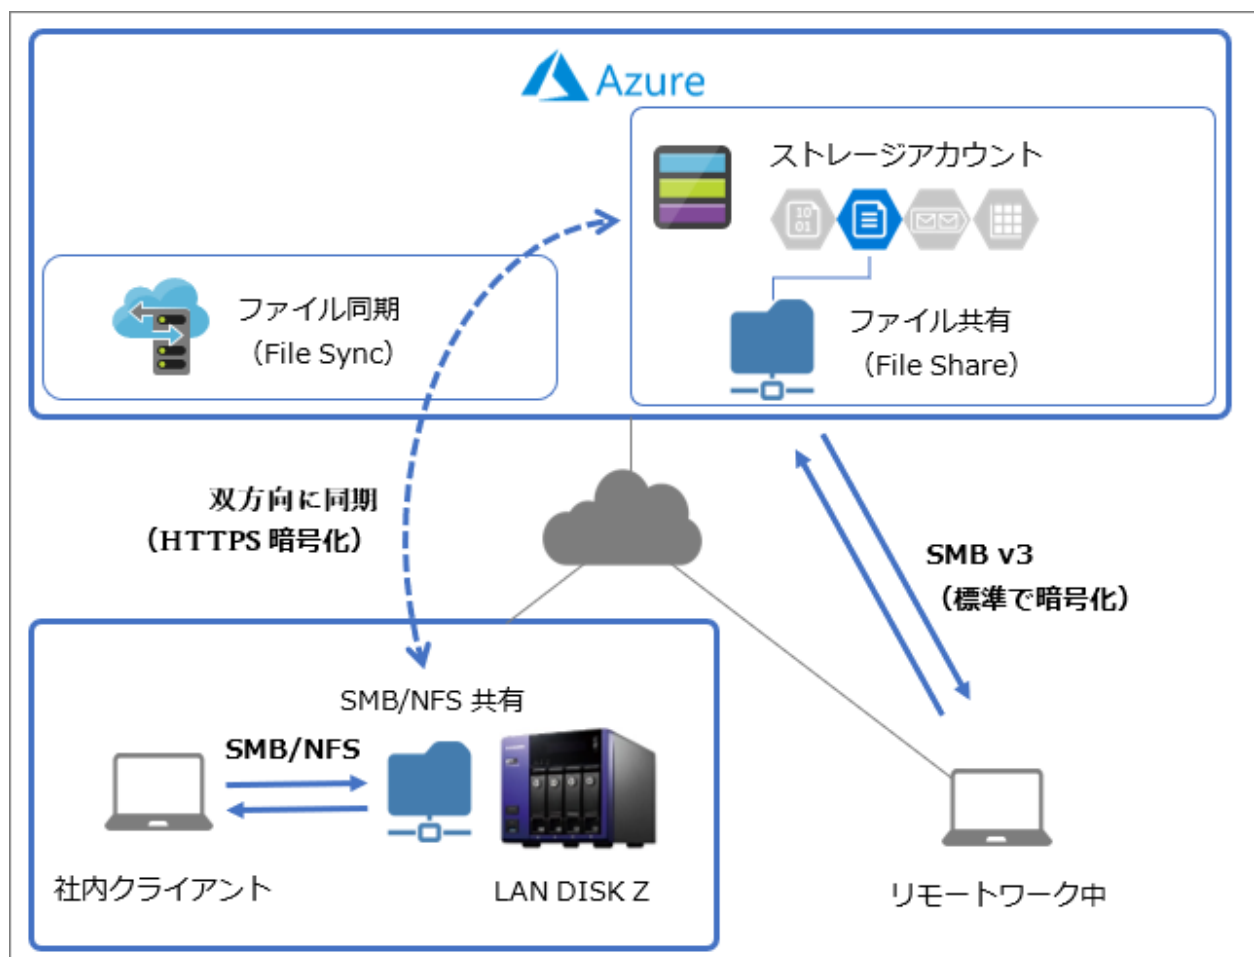 Azure
ストレージアカウント
10
01
ファイル同期
（File Sync）
ファイル共有
（File Share）
双方向に同期
（HTTPS 暗号化）
SMB v3
（標準で暗号化）
SMB/NFS 共有
SMB/NFS
社内クライアント
LAN DISK Z
リモートワーク中